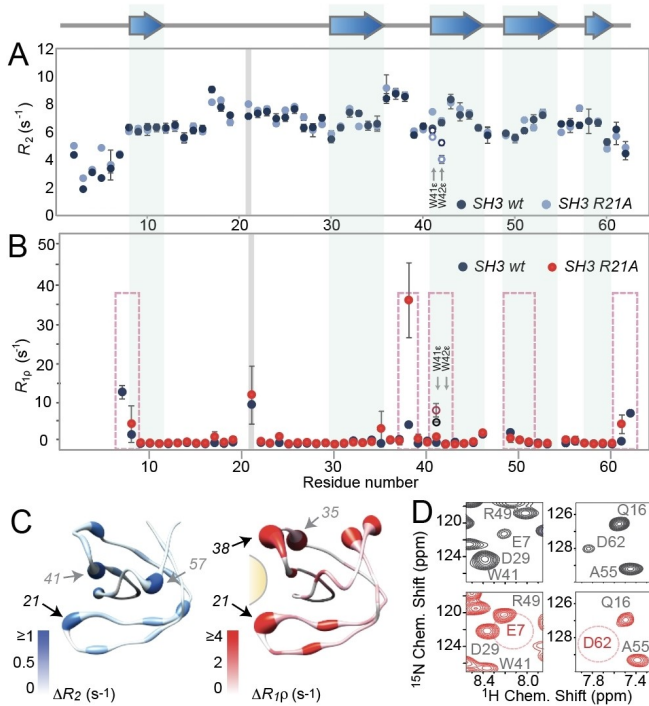 A
12
10
8
6
4
2
0
R2 (s-1)
W41ε
W42ε
SH3 wt
SH3 R21A
10
20
30
40
50
60
B
50
40
30
20
10
0
R1ρ (s-1)
SH3 wt
SH3 R21A
W41ε
W42ε
10
20
30
40
50
60
Residue number
C
41
57
21
≥1
0.5
0
ΔR2 (s-1)
35
38
21
≥4
2
0
ΔR1ρ (s-1)
D
120
122
124
R49
E7
D29
W41
126
128
Q16
D62
A55
120
122
124
R49
E7
D29
W41
8.4
8.0
126
128
Q16
D62
A55
7.8
7.4
15N Chem. Shift (ppm)
1H Chem. Shift (ppm)